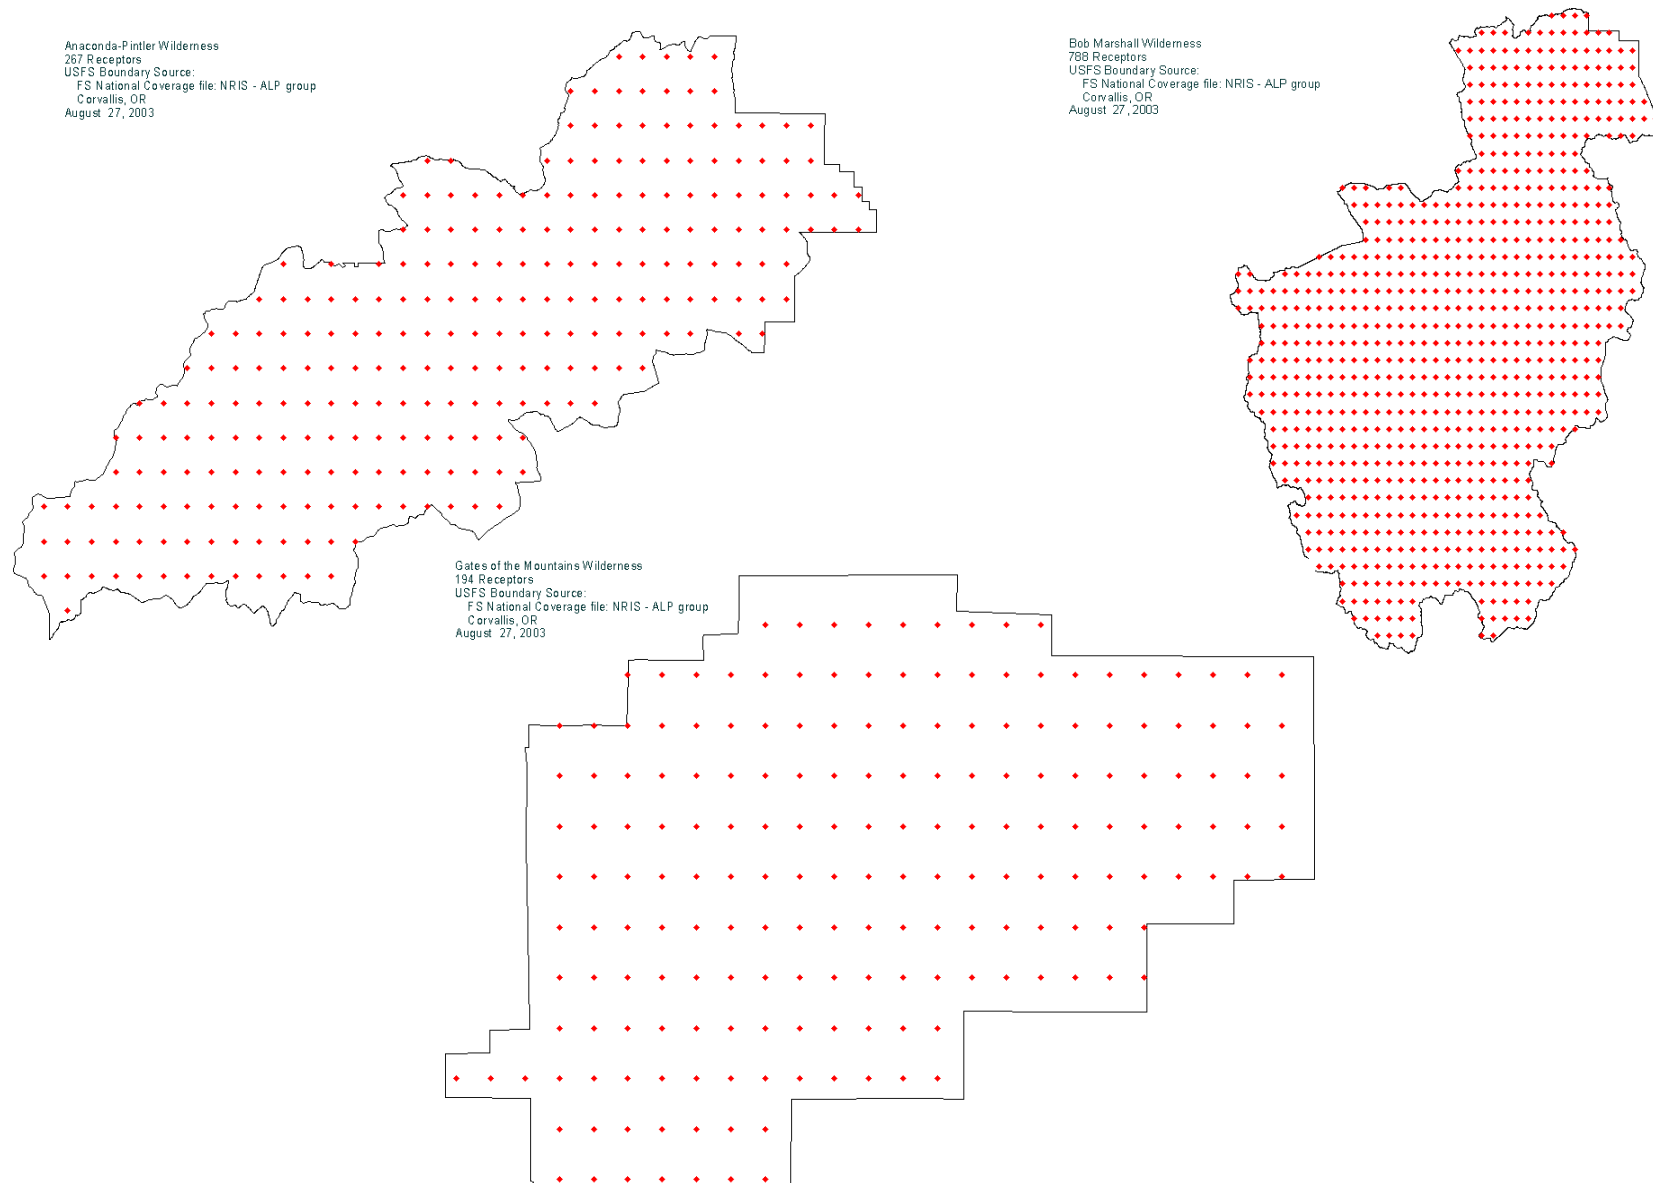 Anaconda-Pintler Wilderness
267 Receptors
USFS Boundary Source:
FS National Coverage file: NRIS - ALP group
Corvallis, OR
August 27, 2003
Bob Marshall Wilderness
788 Receptors
USFS Boundary Source:
FS National Coverage file: NRIS - ALP group
Corvallis, OR
August 27, 2003
Gates of the Mountains Wilderness
194 Receptors
USFS Boundary Source:
FS National Coverage file: NRIS - ALP group
Corvallis, OR
August 27, 2003